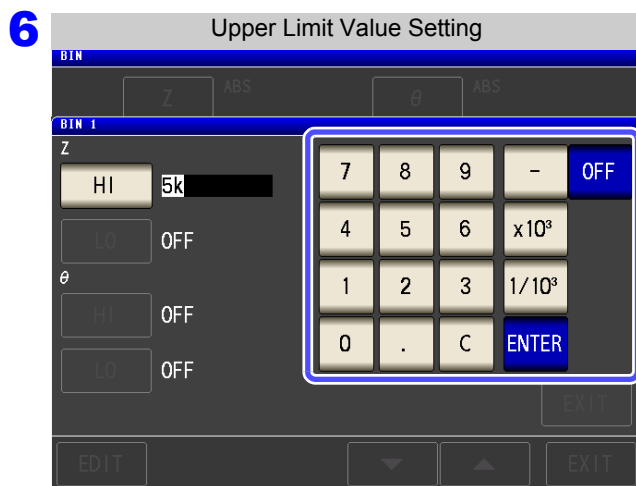 6
Upper Limit Value Setting
BIN
Z ABS θ ABS
BIN 1
Z
HI 5k
LO OFF
θ
HI OFF
LO OFF
7 8 9 - OFF
4 5 6 x10³
1 2 3 1/10³
0 . C ENTER
EXIT
EDIT EXIT